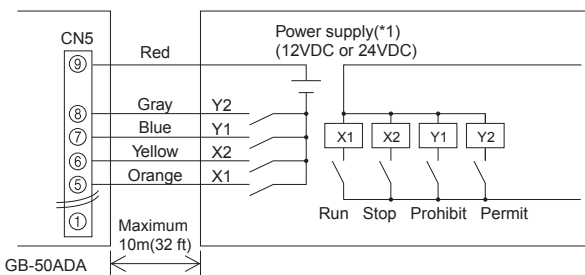 CN5
Power supply(*1)
(12VDC or 24VDC)
⑨ Red
⑧ Gray Y2
⑦ Blue Y1
⑥ Yellow X2
⑤ Orange X1
①
X1 X2 Y1 Y2
Run Stop Prohibit Permit
Maximum
10m(32 ft)
GB-50ADA